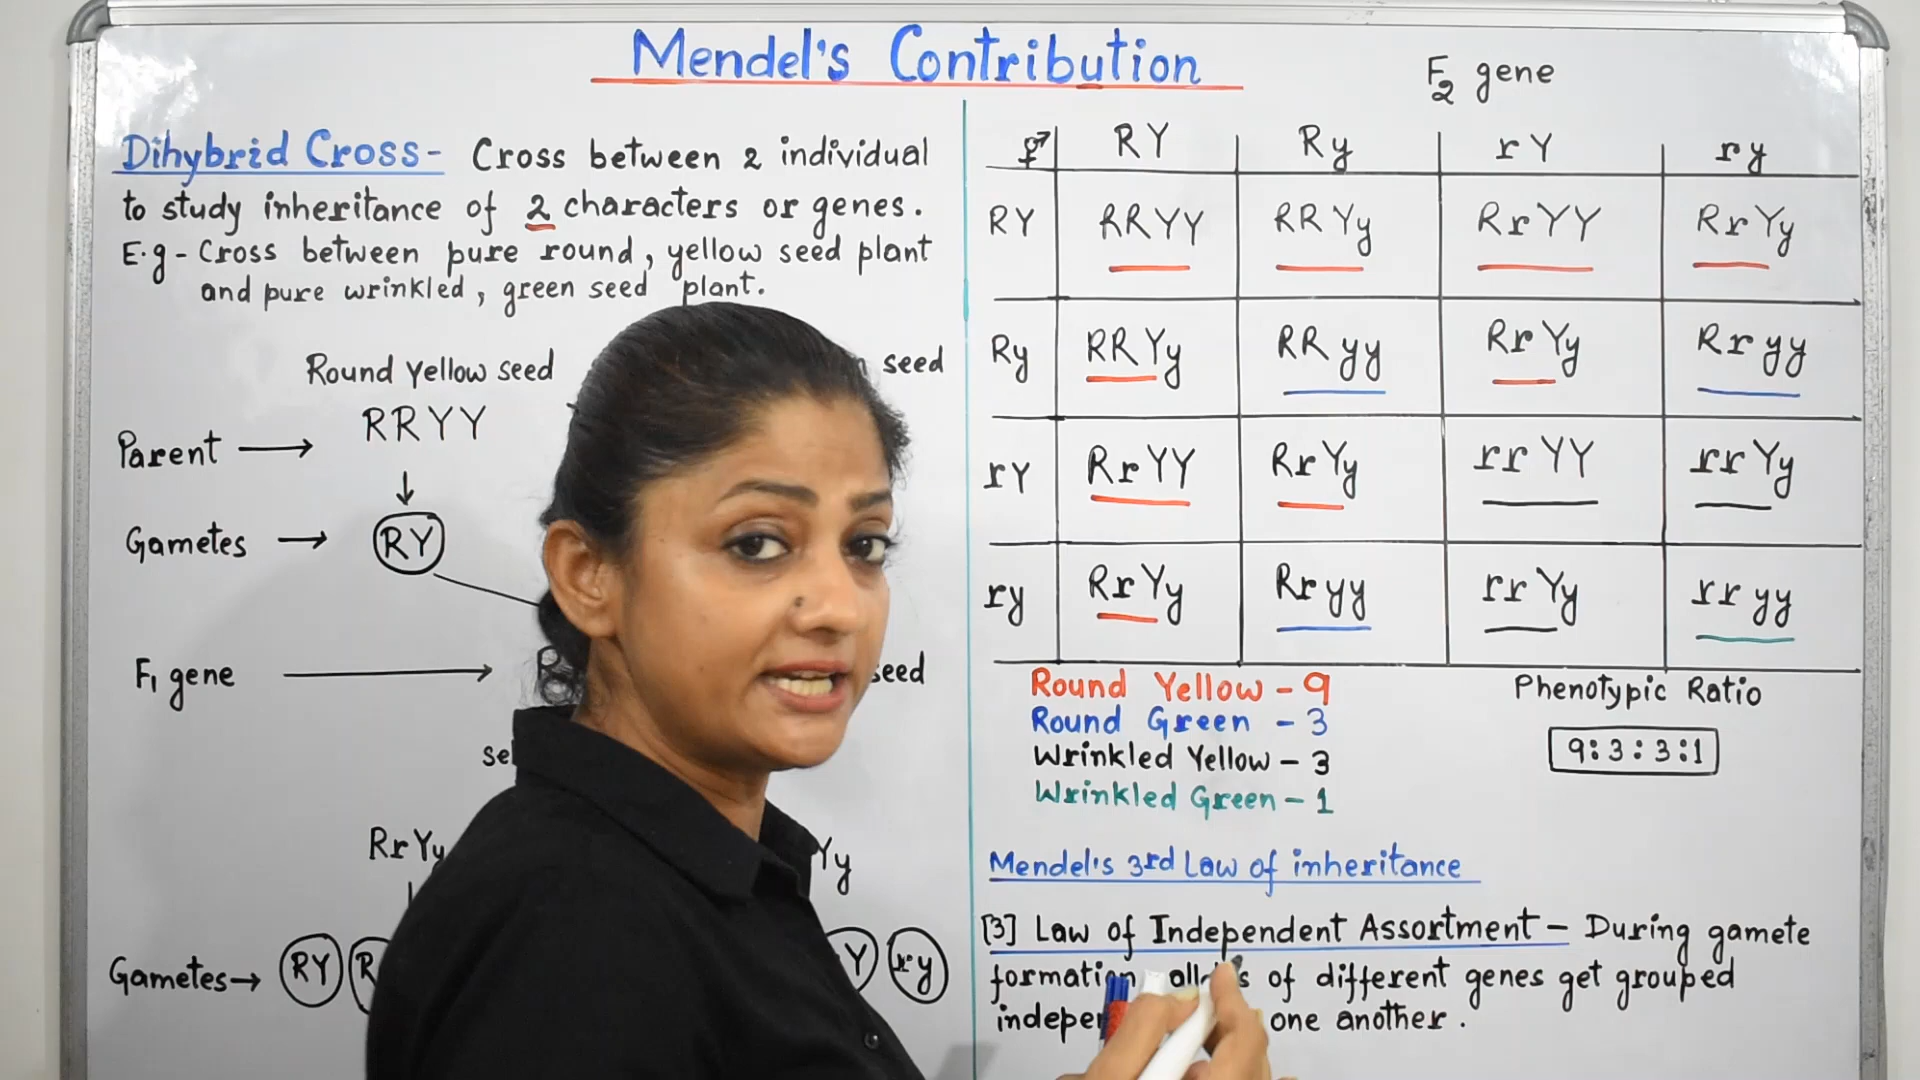 Mendel's Contribution
Dihybrid Cross- Cross between 2 individual
to study inheritance of 2 characters or genes.
E.g - Cross between pure round, yellow seed plant
and pure wrinkled, green seed plant.
Round Yellow seed
seed
Parent → RRYY
↓
Gametes → RY
F1 gene →
seed
RrYy
Yy
Gametes→ RY
Y ry
F2 gene
⚥ RY Ry rY ry
RY RRYY RRYy RrYY RrYy
Ry RRYy RRyy RrYy Rryy
rY RrYY RrYy rrYY rrYy
ry RrYy Rryy rrYy rryy
Round Yellow - 9
Round Green - 3
Wrinkled Yellow - 3
Wrinkled Green - 1
Phenotypic Ratio
9:3:3:1
Mendel's 3rd Law of inheritance
[3] Law of Independent Assortment - During gamete
formation of different genes get grouped
one another.